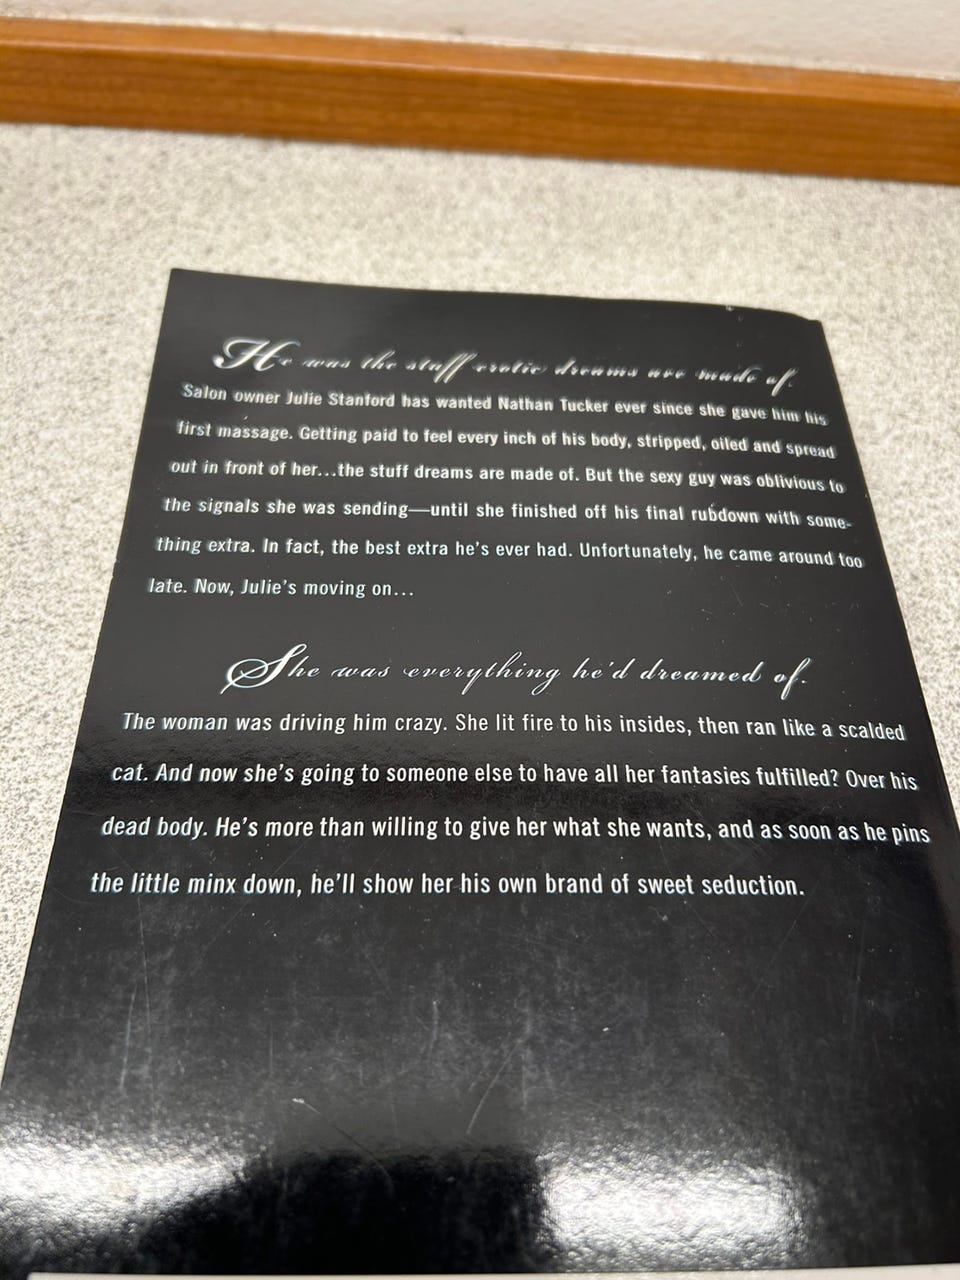 He was the stuff erotic dreams are made of.
Salon owner Julie Stanford has wanted Nathan Tucker ever since she gave him his
first massage. Getting paid to feel every inch of his body, stripped, oiled and spread
out in front of her...the stuff dreams are made of. But the sexy guy was oblivious to
the signals she was sending—until she finished off his final rubdown with some-
thing extra. In fact, the best extra he's ever had. Unfortunately, he came around too
late. Now, Julie's moving on...
She was everything he'd dreamed of.
The woman was driving him crazy. She lit fire to his insides, then ran like a scalded
cat. And now she's going to someone else to have all her fantasies fulfilled? Over his
dead body. He's more than willing to give her what she wants, and as soon as he pins
the little minx down, he'll show her his own brand of sweet seduction.